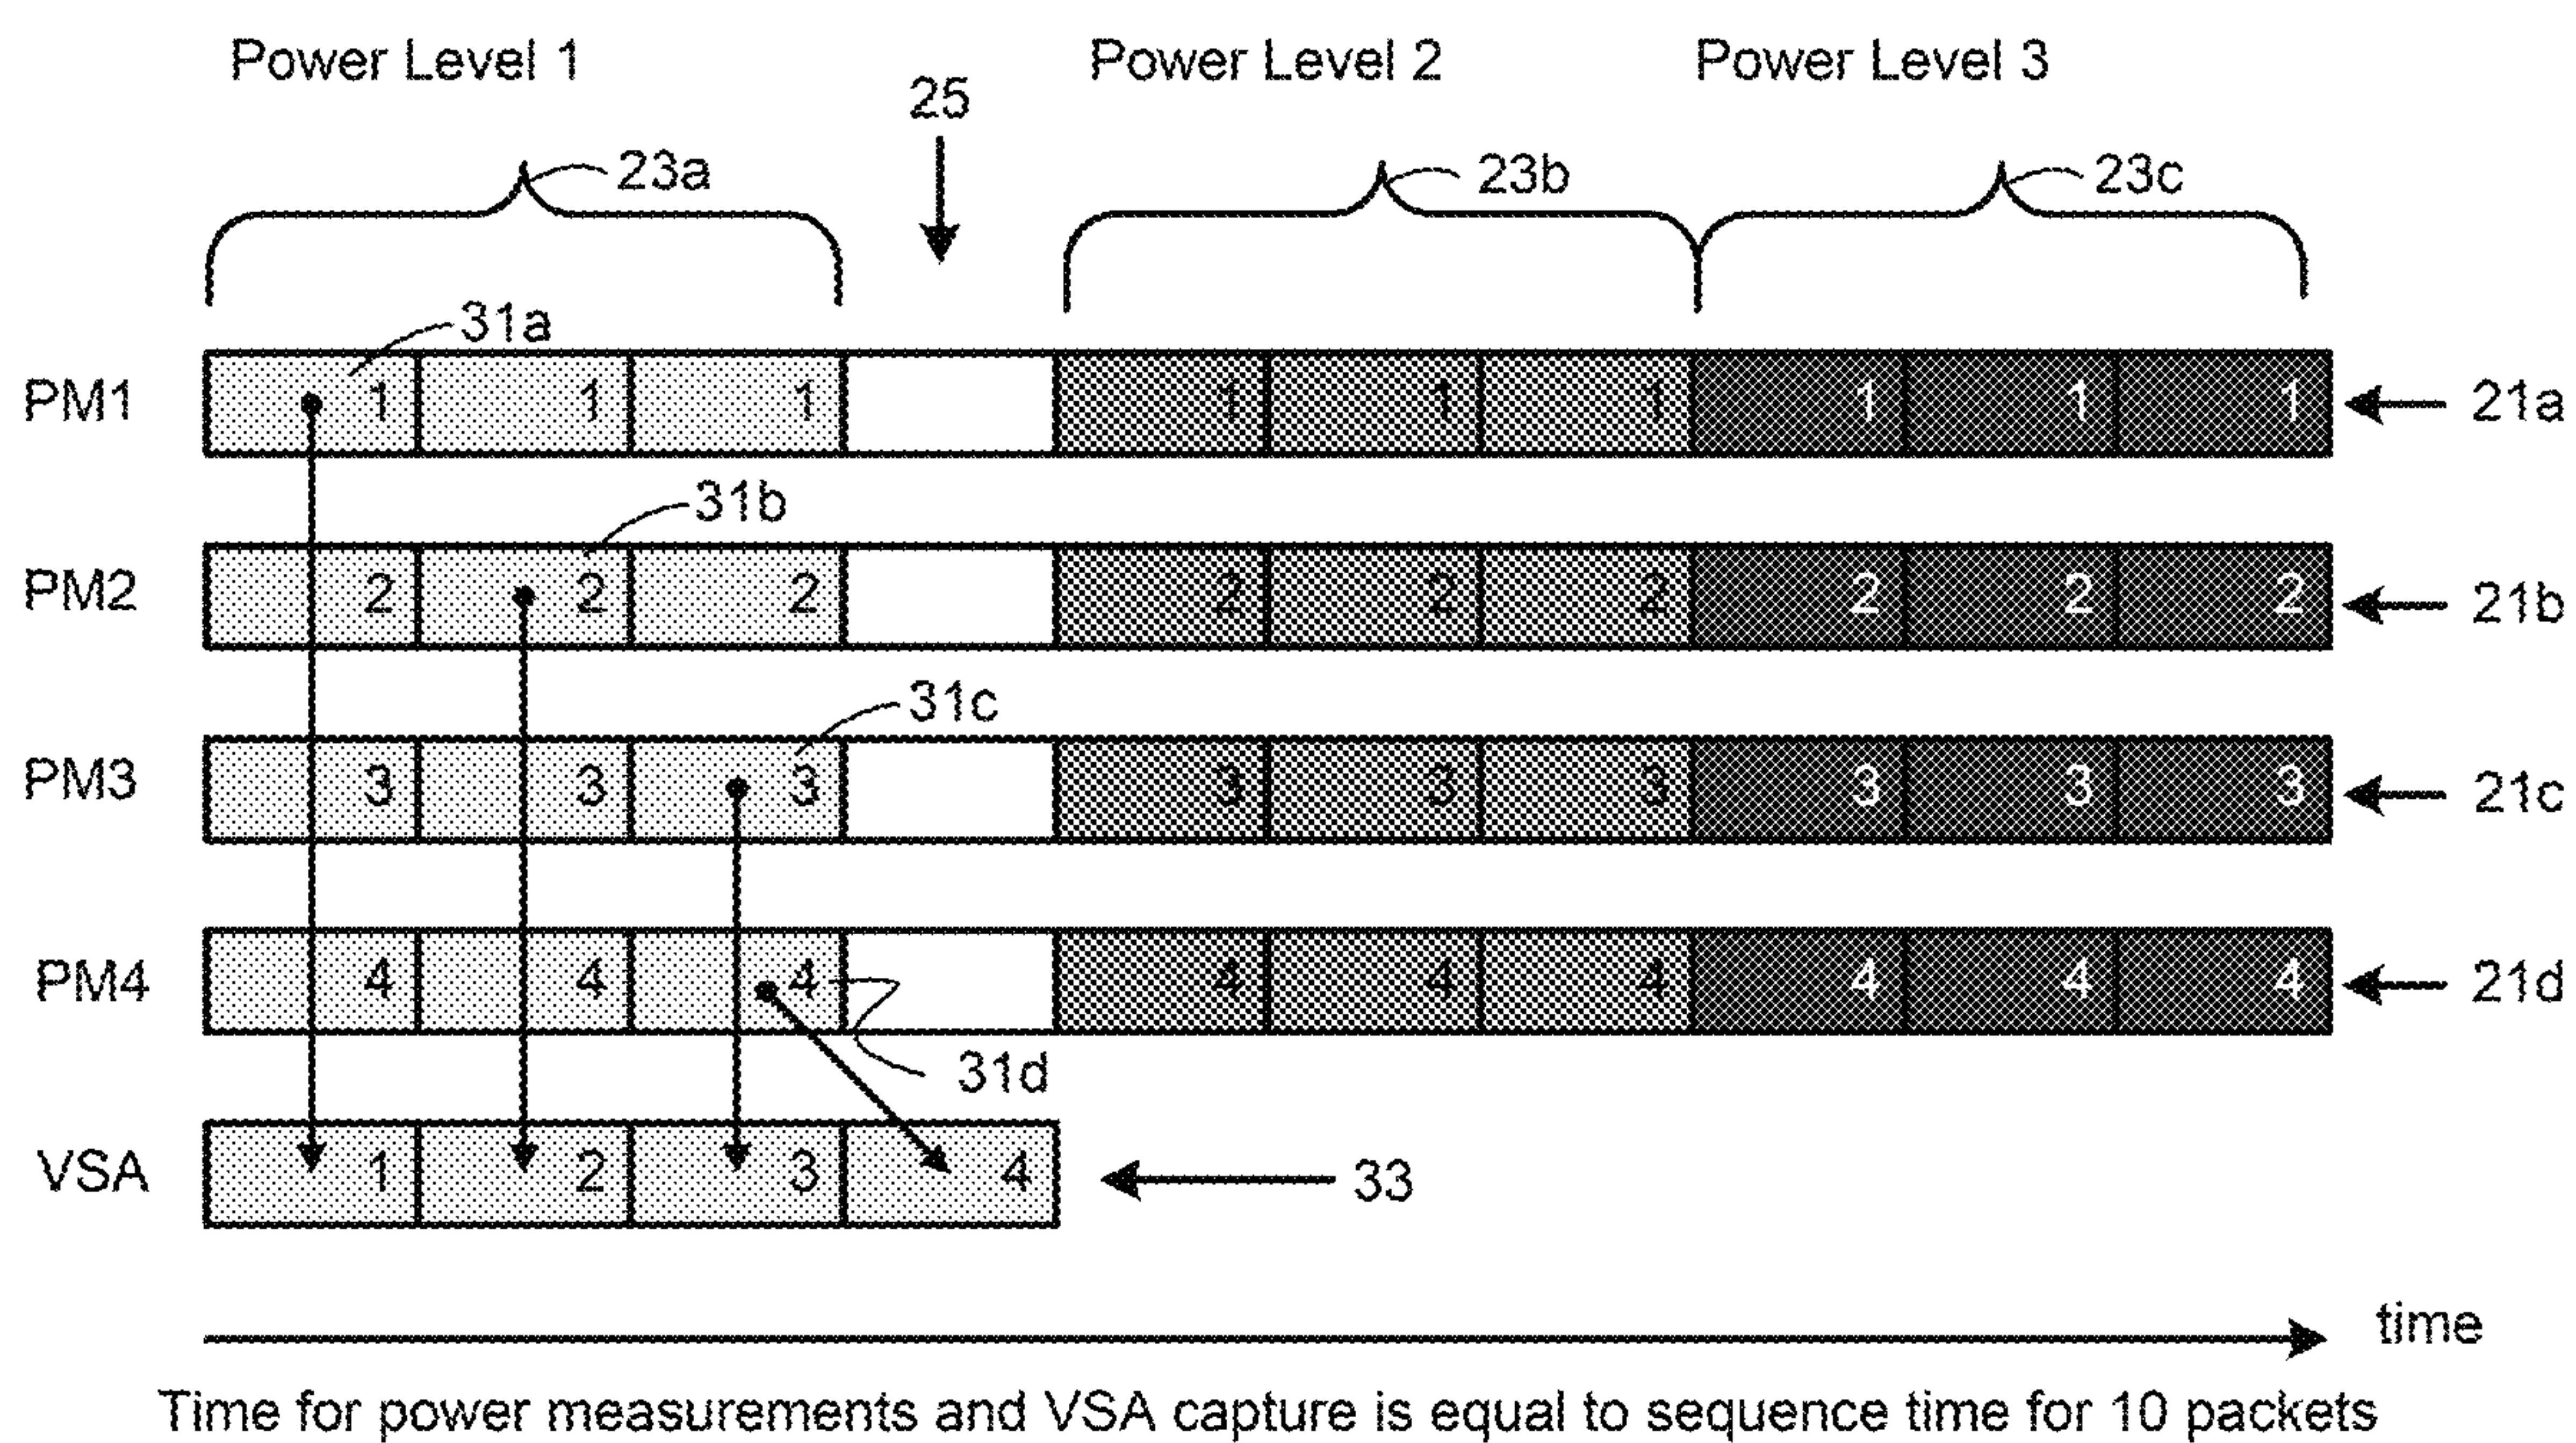 Power Level 1 Power Level 2 Power Level 3
25
23a 23b 23c
31a
PM1 1 1 1 1 1 1 1 1 1 21a
31b
PM2 2 2 2 2 2 2 2 2 2 21b
31c
PM3 3 3 3 3 3 3 3 3 3 21c
PM4 4 4 4 4 4 4 4 4 4 21d
31d
VSA 1 2 3 4 33
time
Time for power measurements and VSA capture is equal to sequence time for 10 packets